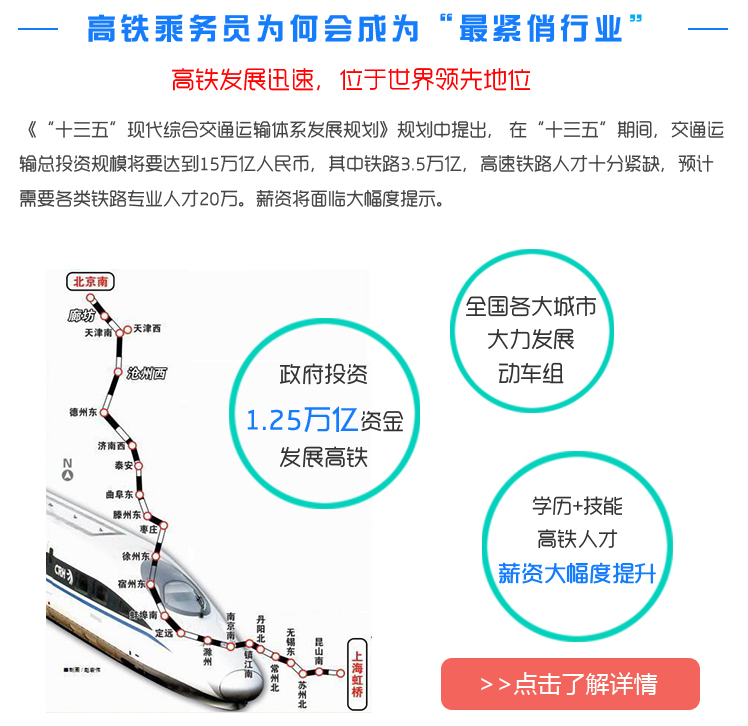 高铁乘务员为何会成为“最紧俏行业”
高铁发展迅速，位于世界领先地位
《“十三五”现代综合交通运输体系发展规划》规划中提出， 在“十三五”期间，交通运
输总投资规模将要达到15万亿人民币，其中铁路3.5万亿，高速铁路人才十分紧缺，预计
需要各类铁路专业人才20万。薪资将面临大幅度提示。
全国各大城市
大力发展
动车组
政府投资
1.25万亿资金
发展高铁
学历+技能
高铁人才
薪资大幅度提升
北京南
廊坊
天津南
天津西
沧州西
德州东
济南西
N
泰安
曲阜东
滕州东
枣庄
徐州东
CRH
宿州东
蚌埠南
定远
滁州
南京南
镇江南
丹阳北
常州北
无锡东
苏州北
昆山南
上海虹桥
>>点击了解详情